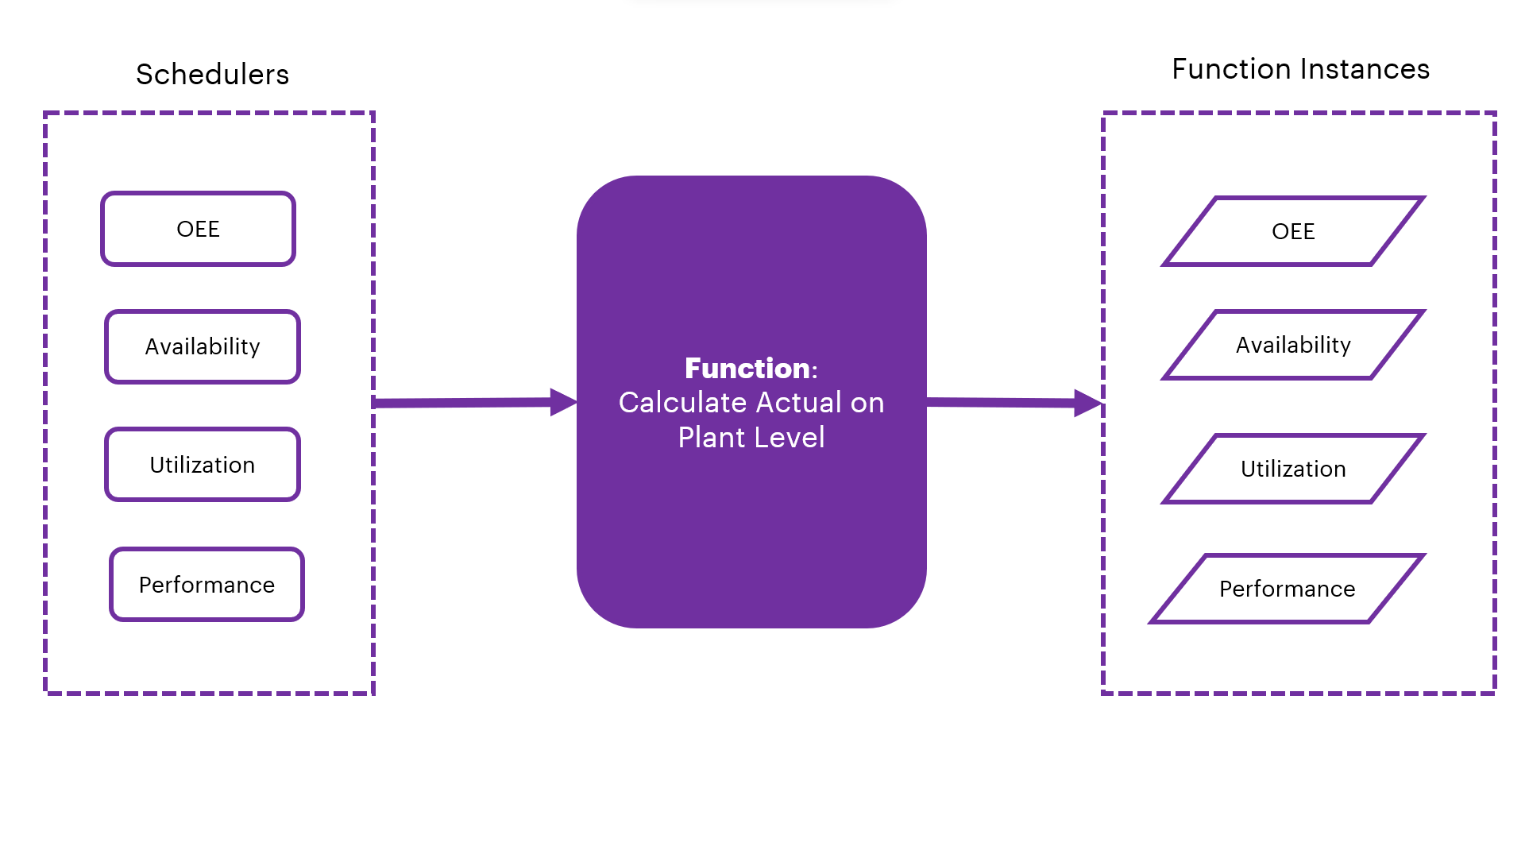 Schedulers
OEE
Availability
Utilization
Performance
Function:
Calculate Actual on
Plant Level
Function Instances
OEE
Availability
Utilization
Performance